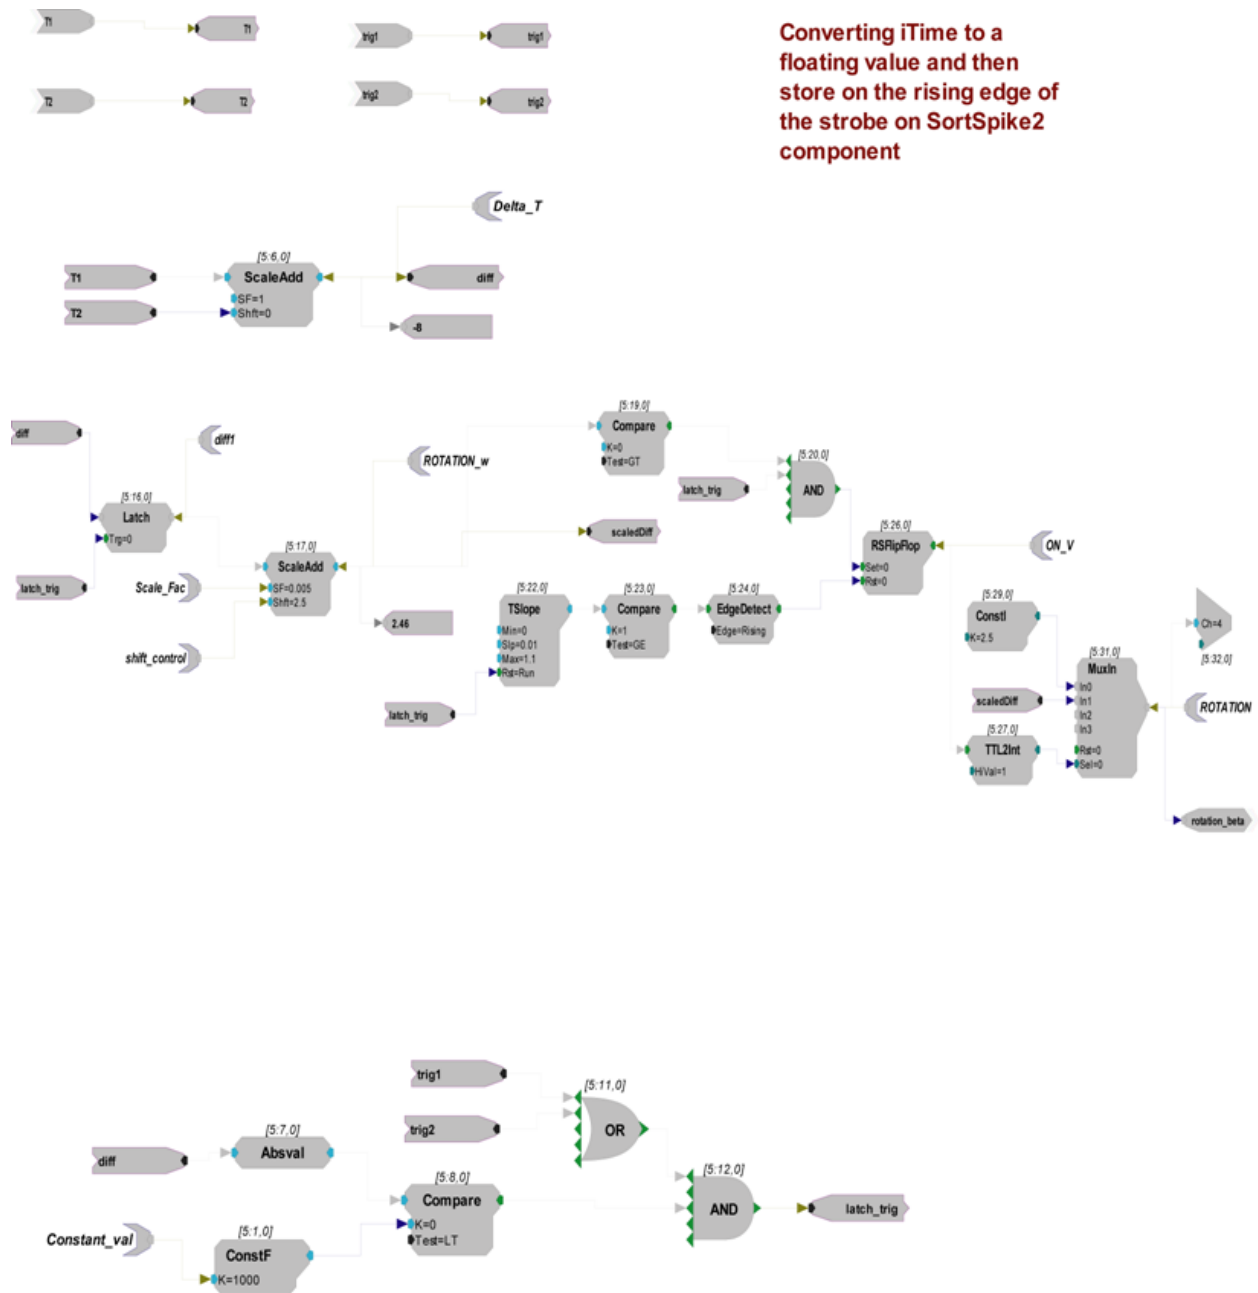 T1
T1
trig1
trig1
T2
T2
trig2
trig2
Converting iTime to a
floating value and then
store on the rising edge of
the strobe on SortSpike2
component
Delta_T
[5:6,0]
T1
ScaleAdd
diff
SF=1
T2
Shft=0
-8
diff
diff1
[5:16,0]
Latch
Trg=0
latch_trig
Scale_Fac
shift_control
[5:17,0]
ScaleAdd
SF=0.005
Shft=2.5
ROTATION_w
2.46
scaledDiff
[5:19,0]
Compare
K=0
Test=GT
latch_trig
[5:20,0]
AND
[5:22,0]
TSlope
Min=0
Slp=0.01
Max=1.1
Rst=Run
latch_trig
[5:23,0]
Compare
K=1
Test=GE
[5:24,0]
EdgeDetect
Edge=Rising
[5:26,0]
RSFlipFlop
Set=0
Rst=0
ON_V
[5:29,0]
ConstI
K=2.5
scaledDiff
[5:27,0]
TTL2Int
HiVal=1
[5:31,0]
MuxIn
In0
In1
In2
In3
Rst=0
Sel=0
Ch=4
[5:32,0]
ROTATION
rotation_beta
trig1
trig2
[5:11,0]
OR
[5:7,0]
Absval
diff
[5:8,0]
Compare
K=0
Test=LT
Constant_val
[5:1,0]
ConstF
K=1000
[5:12,0]
AND
latch_trig